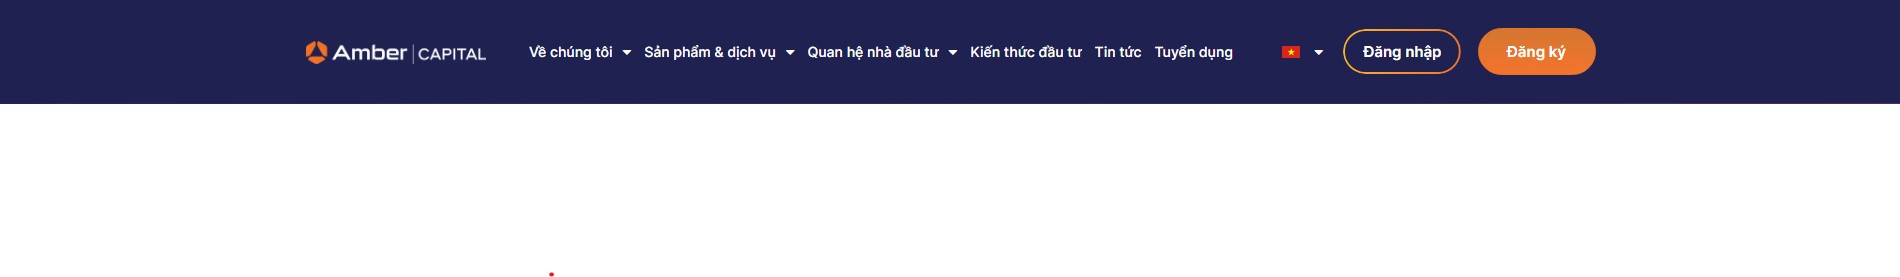 Amber | CAPITAL Về chúng tôi Sản phẩm & dịch vụ Quan hệ nhà đầu tư Kiến thức đầu tư Tin tức Tuyển dụng Đăng nhập Đăng ký